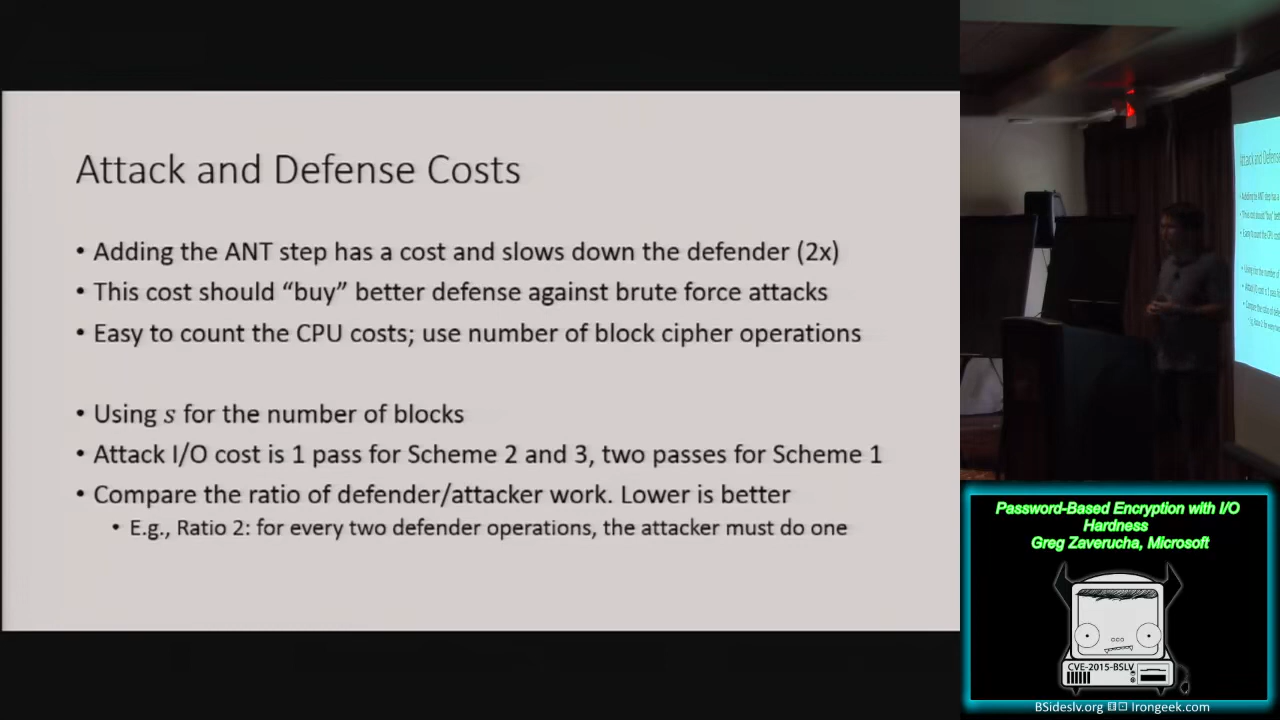 Attack and Defense Costs
• Adding the ANT step has a cost and slows down the defender (2x)
• This cost should “buy” better defense against brute force attacks
• Easy to count the CPU costs; use number of block cipher operations
• Using s for the number of blocks
• Attack I/O cost is 1 pass for Scheme 2 and 3, two passes for Scheme 1
• Compare the ratio of defender/attacker work. Lower is better
• E.g., Ratio 2: for every two defender operations, the attacker must do one
Attack and Defense
Password-Based Encryption with I/O
Hardness
Greg Zaverucha, Microsoft
CVE-2015-BSLV
BSideslv.org Irongeek.com